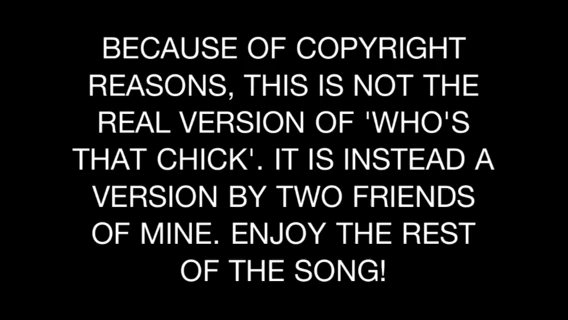 BECAUSE OF COPYRIGHT
REASONS, THIS IS NOT THE
REAL VERSION OF 'WHO'S
THAT CHICK'. IT IS INSTEAD A
VERSION BY TWO FRIENDS
OF MINE. ENJOY THE REST
OF THE SONG!